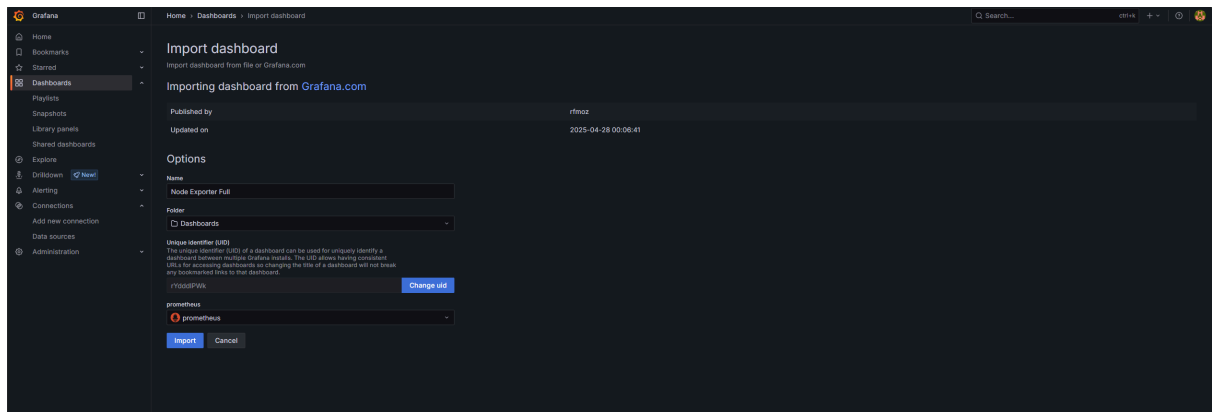 Grafana
Home › Dashboards › Import dashboard
Search...
ctrl+k
Home
Bookmarks
Starred
Dashboards
Playlists
Snapshots
Library panels
Shared dashboards
Explore
Drilldown New!
Alerting
Connections
Add new connection
Data sources
Administration
Import dashboard
Import dashboard from file or Grafana.com
Importing dashboard from Grafana.com
Published by rfmoz
Updated on 2025-04-28 00:06:41
Options
Name
Node Exporter Full
Folder
Dashboards
Unique identifier (UID)
The unique identifier (UID) of a dashboard can be used for uniquely identify a
dashboard between multiple Grafana installs. The UID allows having consistent
URLs for accessing dashboards so changing the title of a dashboard will not break
any bookmarked links to that dashboard.
rYdddlPWk
Change uid
prometheus
prometheus
Import
Cancel